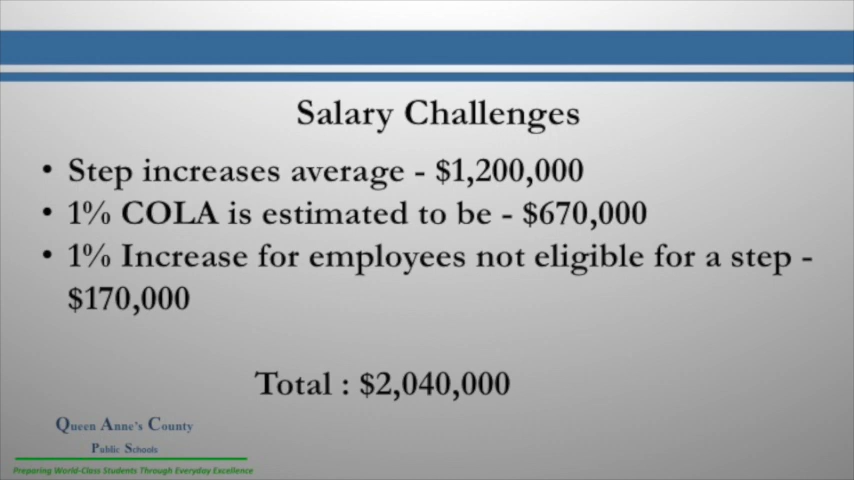 Salary Challenges
• Step increases average - $1,200,000
• 1% COLA is estimated to be - $670,000
• 1% Increase for employees not eligible for a step -
$170,000
Total : $2,040,000
Queen Anne's County
Public Schools
Preparing World-Class Students Through Everyday Excellence